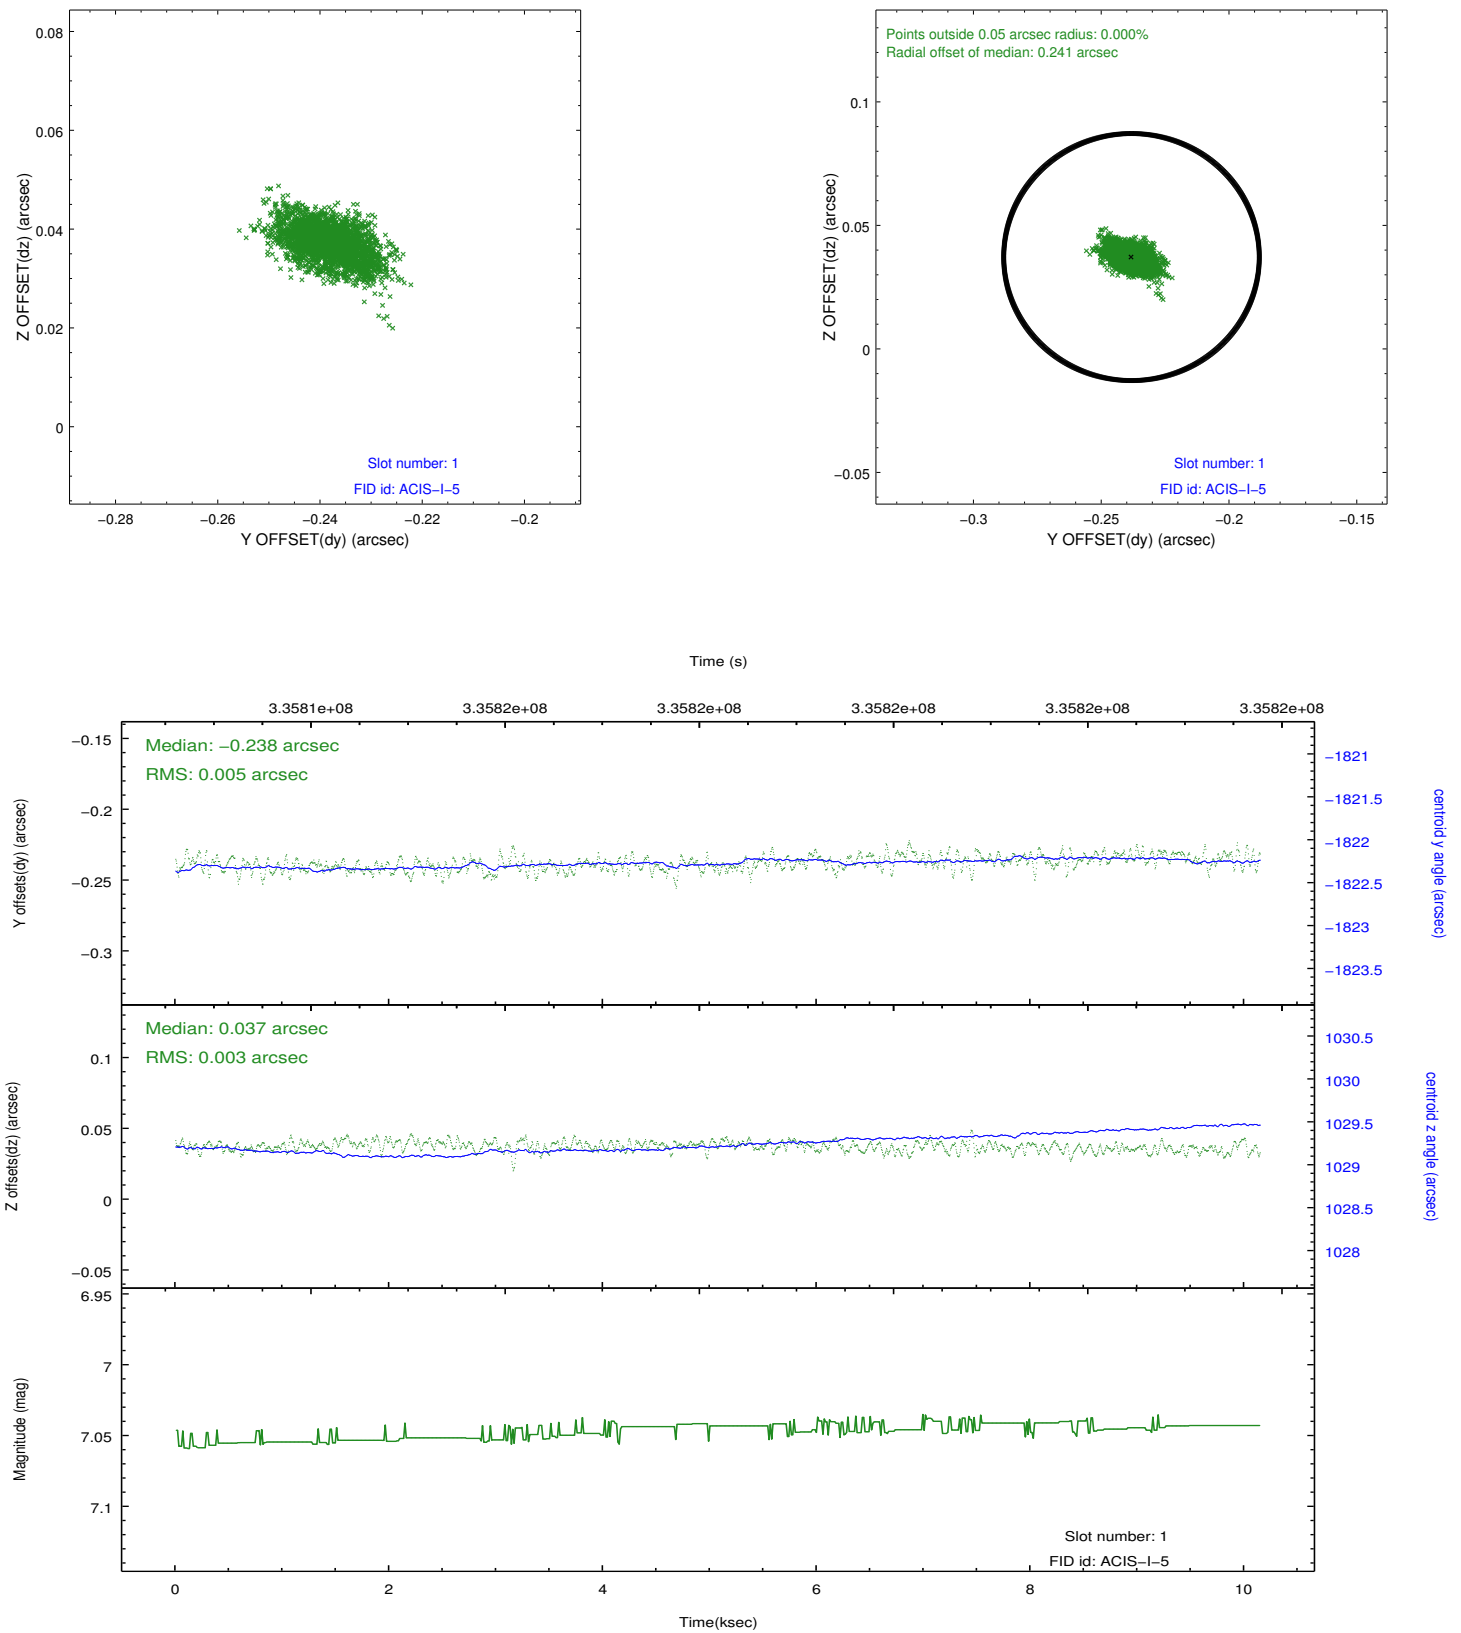 0.08
0.06
0.04
0.02
0
Z OFFSET(dz) (arcsec)
Slot number: 1
FID id: ACIS−I−5
−0.28
−0.26
−0.24
−0.22
−0.2
Y OFFSET(dy) (arcsec)
Points outside 0.05 arcsec radius: 0.000%
Radial offset of median: 0.241 arcsec
0.1
0.05
0
−0.05
Z OFFSET(dz) (arcsec)
Slot number: 1
FID id: ACIS−I−5
−0.3
−0.25
−0.2
−0.15
Y OFFSET(dy) (arcsec)
Time (s)
3.3581e+08
3.3582e+08
3.3582e+08
3.3582e+08
3.3582e+08
3.3582e+08
Median: −0.238 arcsec
RMS: 0.005 arcsec
−0.15
−0.2
−0.25
−0.3
Y offsets(dy) (arcsec)
−1821
−1821.5
−1822
−1822.5
−1823
−1823.5
centroid y angle (arcsec)
Median: 0.037 arcsec
RMS: 0.003 arcsec
0.1
0.05
0
−0.05
Z offsets(dz) (arcsec)
1030.5
1030
1029.5
1029
1028.5
1028
centroid z angle (arcsec)
6.95
7
7.05
7.1
Magnitude (mag)
Slot number: 1
FID id: ACIS−I−5
0
2
4
6
8
10
Time(ksec)